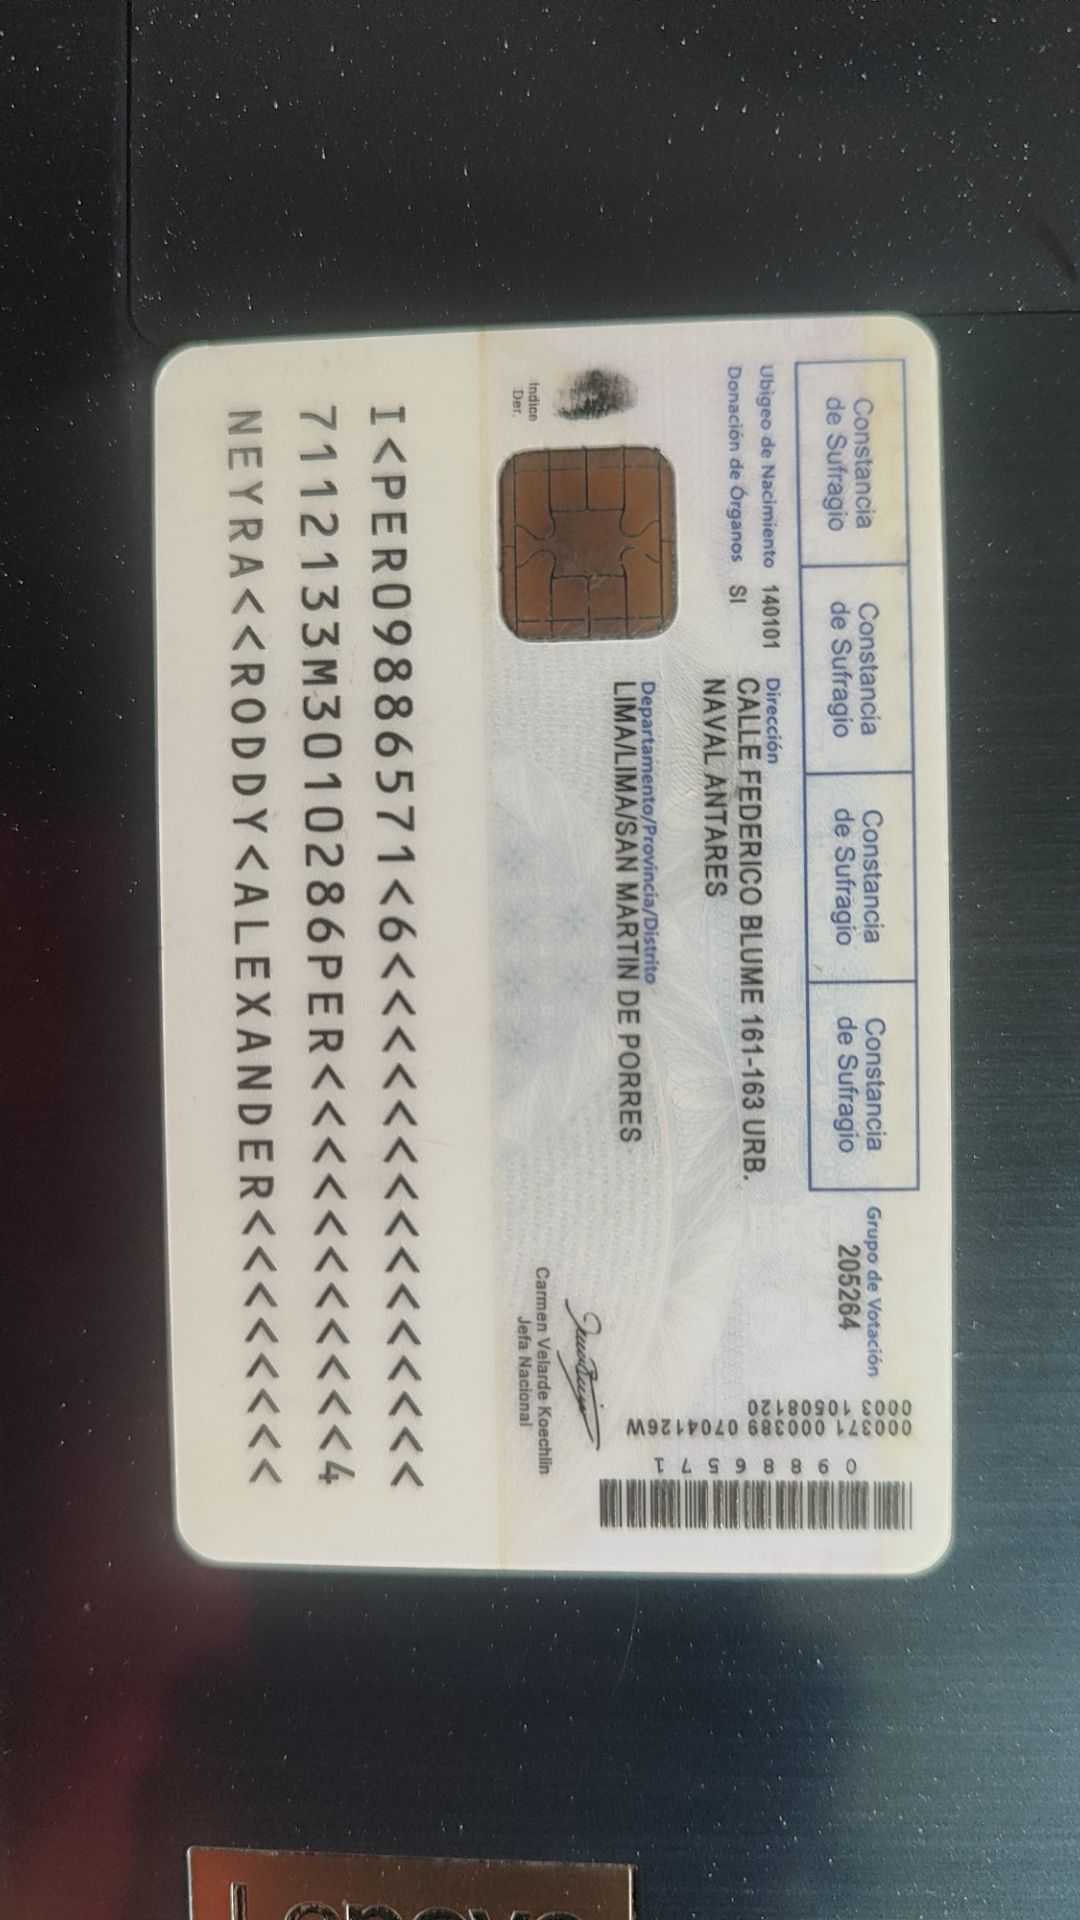 Constancia
de Sufragio
Constancia
de Sufragio
Constancia
de Sufragio
Constancia
de Sufragio
Grupo de Votación
205264
Ubigeo de Nacimiento 140101
Donación de Órganos SI
Dirección
CALLE FEDERICO BLUME 161-163 URB.
NAVAL ANTARES
Departamento/Provincia/Distrito
LIMA/LIMA/SAN MARTIN DE PORRES
Indice
Der.
Carmen Velarde Koechlin
Jefa Nacional
0003 10508120
000371 000389 0704126W
09886571
I<PER09886571<6<<<<<<<<<<<<<<<
7112133M3010286PER<<<<<<<<<<<4
NEYRA<<RODDY<ALEXANDER<<<<<<<<
Lenovo